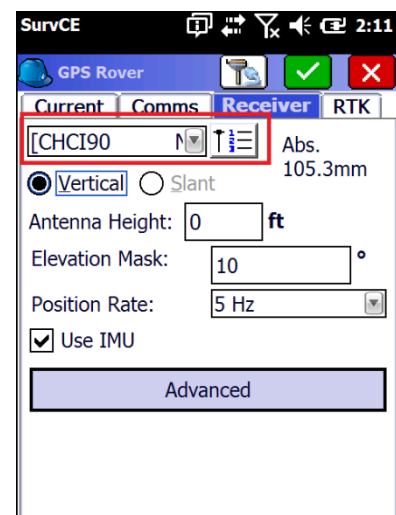 SurvCE 2:11
GPS Rover
Current Comms Receiver RTK
[CHCI90 N
Abs.
105.3mm
Vertical Slant
Antenna Height: 0 ft
Elevation Mask: 10 °
Position Rate: 5 Hz
Use IMU
Advanced